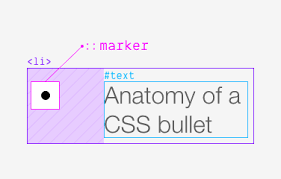 ::marker
<li>
#text
Anatomy of a
CSS bullet